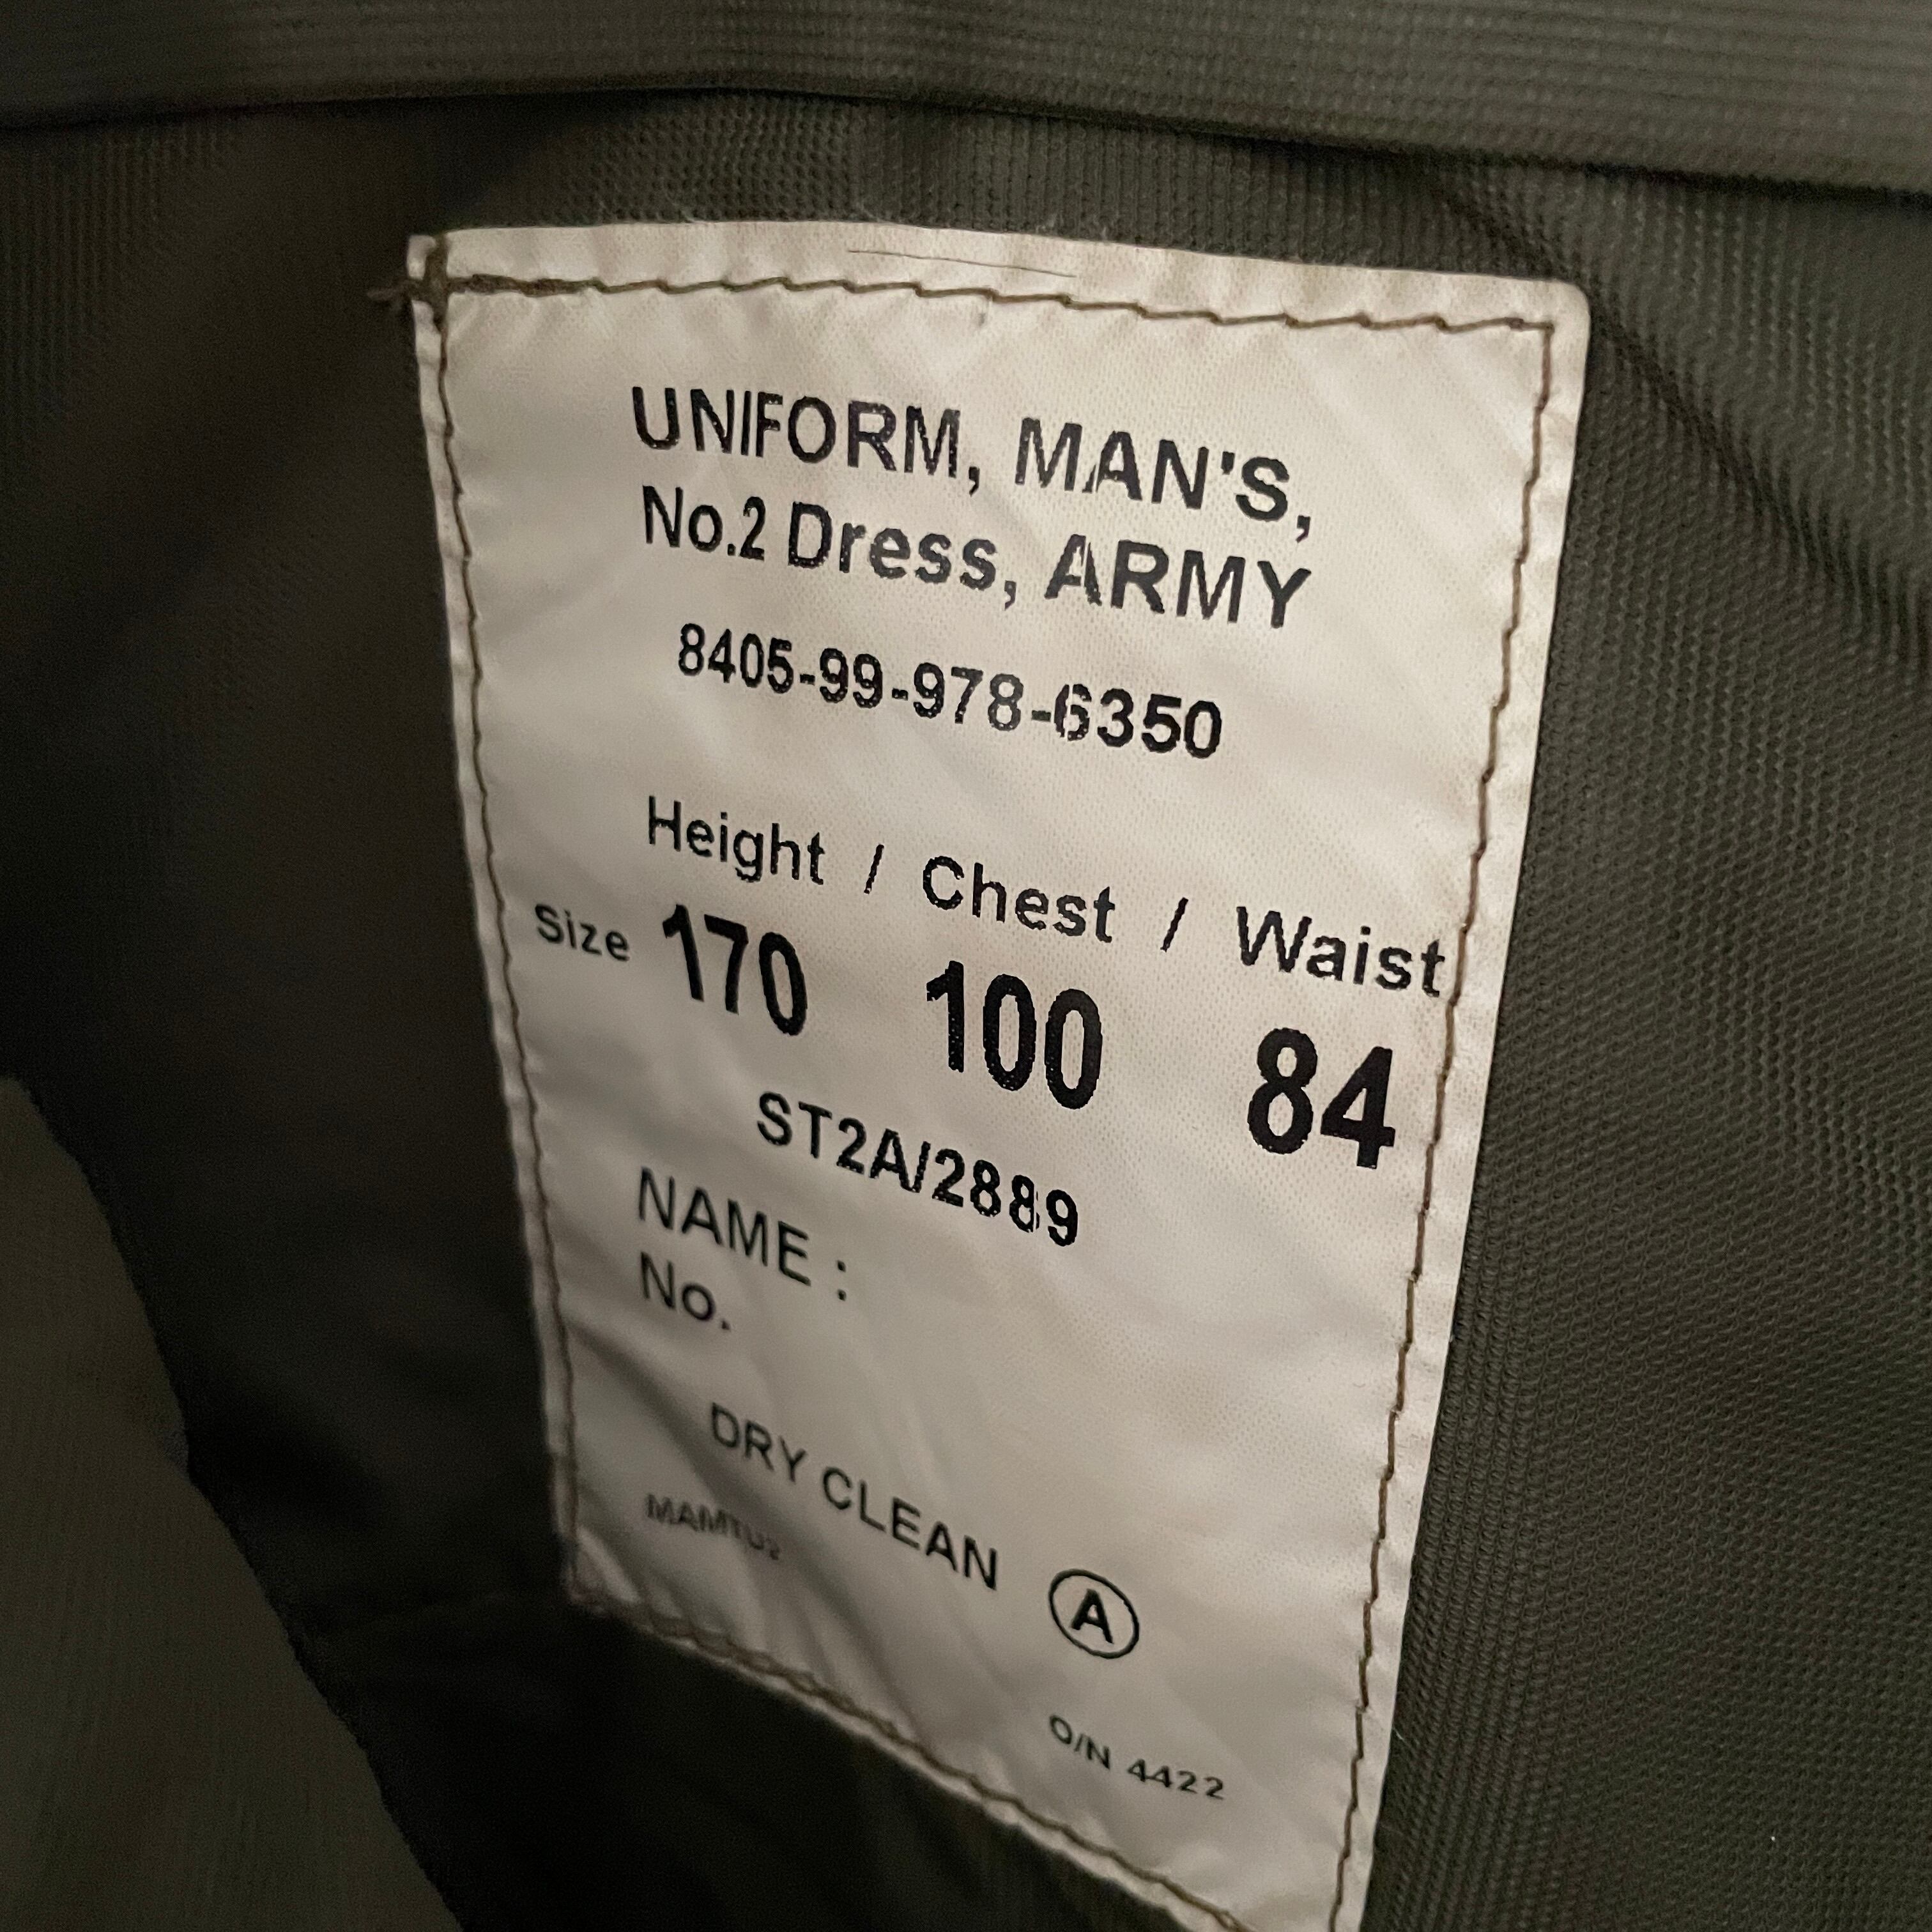 UNIFORM, MAN'S,
No.2 Dress, ARMY
8405-99-978-6350
Height / Chest / Waist
Size 170 100 84
ST2A/2889
NAME :
No.
DRY CLEAN A
O/N 4422